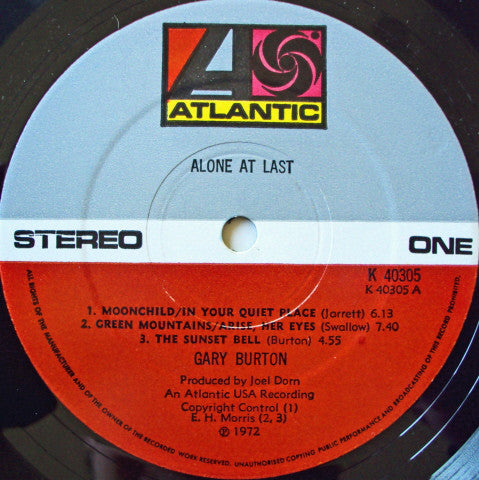 ATLANTIC
ALONE AT LAST
STEREO ONE
K 40305
K 40305 A
1. MOONCHILD/IN YOUR QUIET PLACE (Jarrett) 6.13
2. GREEN MOUNTAINS/ARISE, HER EYES (Swallow) 7.40
3. THE SUNSET BELL (Burton) 4.55
GARY BURTON
Produced by Joel Dorn
An Atlantic USA Recording
Copyright Control (1)
E. H. Morris (2, 3)
℗ 1972
ALL RIGHTS OF THE MANUFACTURER AND OF THE OWNER OF THE RECORDED WORK RESERVED. UNAUTHORISED COPYING PUBLIC PERFORMANCE AND BROADCASTING OF THIS RECORD PROHIBITED.